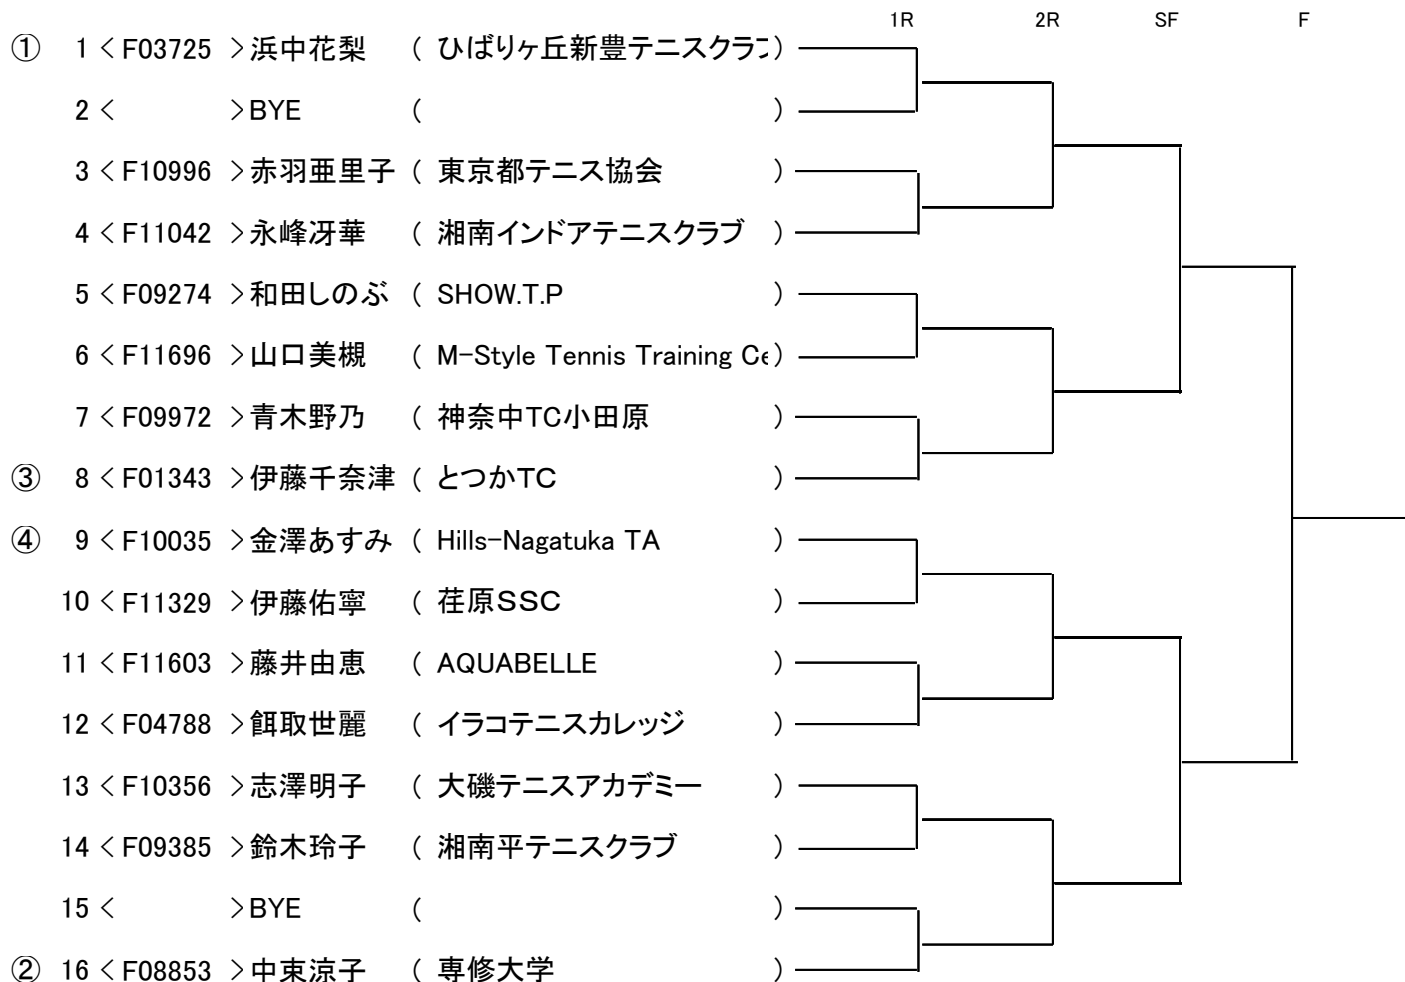 1R 2R SF F
① 1 <F03725 >浜中花梨 ( ひばりヶ丘新豊テニスクラブ)
2 < >BYE ( )
3 <F10996 >赤羽亜里子 ( 東京都テニス協会 )
4 <F11042 >永峰冴華 ( 湘南インドアテニスクラブ )
5 <F09274 >和田しのぶ ( SHOW.T.P )
6 <F11696 >山口美槻 ( M-Style Tennis Training Ce)
7 <F09972 >青木野乃 ( 神奈中TC小田原 )
③ 8 <F01343 >伊藤千奈津 ( とつかTC )
④ 9 <F10035 >金澤あすみ ( Hills-Nagatuka TA )
10 <F11329 >伊藤佑寧 ( 荏原SSC )
11 <F11603 >藤井由恵 ( AQUABELLE )
12 <F04788 >餌取世麗 ( イラコテニスカレッジ )
13 <F10356 >志澤明子 ( 大磯テニスアカデミー )
14 <F09385 >鈴木玲子 ( 湘南平テニスクラブ )
15 < >BYE ( )
② 16 <F08853 >中束涼子 ( 専修大学 )